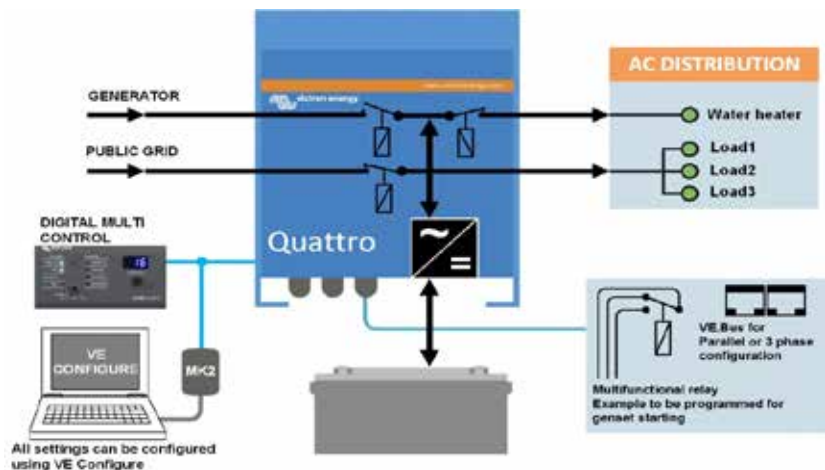 GENERATOR
PUBLIC GRID
victron energy
Quattro
AC DISTRIBUTION
Water heater
Load1
Load2
Load3
DIGITAL MULTI
CONTROL
16
VE
CONFIGURE
MK2
All settings can be configured
using VE Configure
VE.Bus for
Parallel or 3 phase
configuration
Multifunctional relay
Example to be programmed for
genset starting